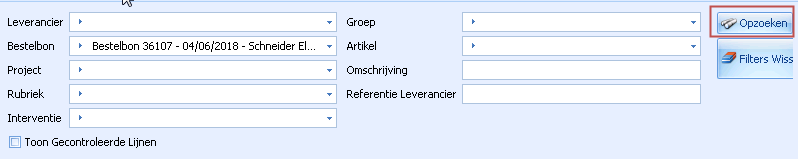 Leverancier Groep Opzoeken
Bestelbon Bestelbon 36107 - 04/06/2018 - Schneider El... Artikel
Project Omschrijving Filters Wiss
Rubriek Referentie Leverancier
Interventie
Toon Gecontroleerde Lijnen